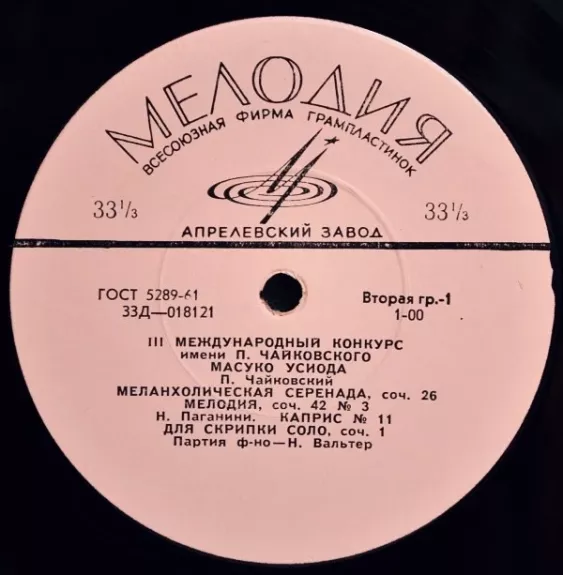 МЕЛОДИЯ
ВСЕСОЮЗНАЯ ФИРМА ГРАМПЛАСТИНОК
33⅓ 33⅓
АПРЕЛЕВСКИЙ ЗАВОД
ГОСТ 5289-61 Вторая гр.-1
33Д—018121 1-00
III МЕЖДУНАРОДНЫЙ КОНКУРС
имени П. ЧАЙКОВСКОГО
МАСУКО УСИОДА
П. Чайковский
МЕЛАНХОЛИЧЕСКАЯ СЕРЕНАДА, соч. 26
МЕЛОДИЯ, соч. 42 № 3
Н. Паганини. КАПРИС № 11
ДЛЯ СКРИПКИ СОЛО, соч. 1
Партия ф-но—Н. Вальтер